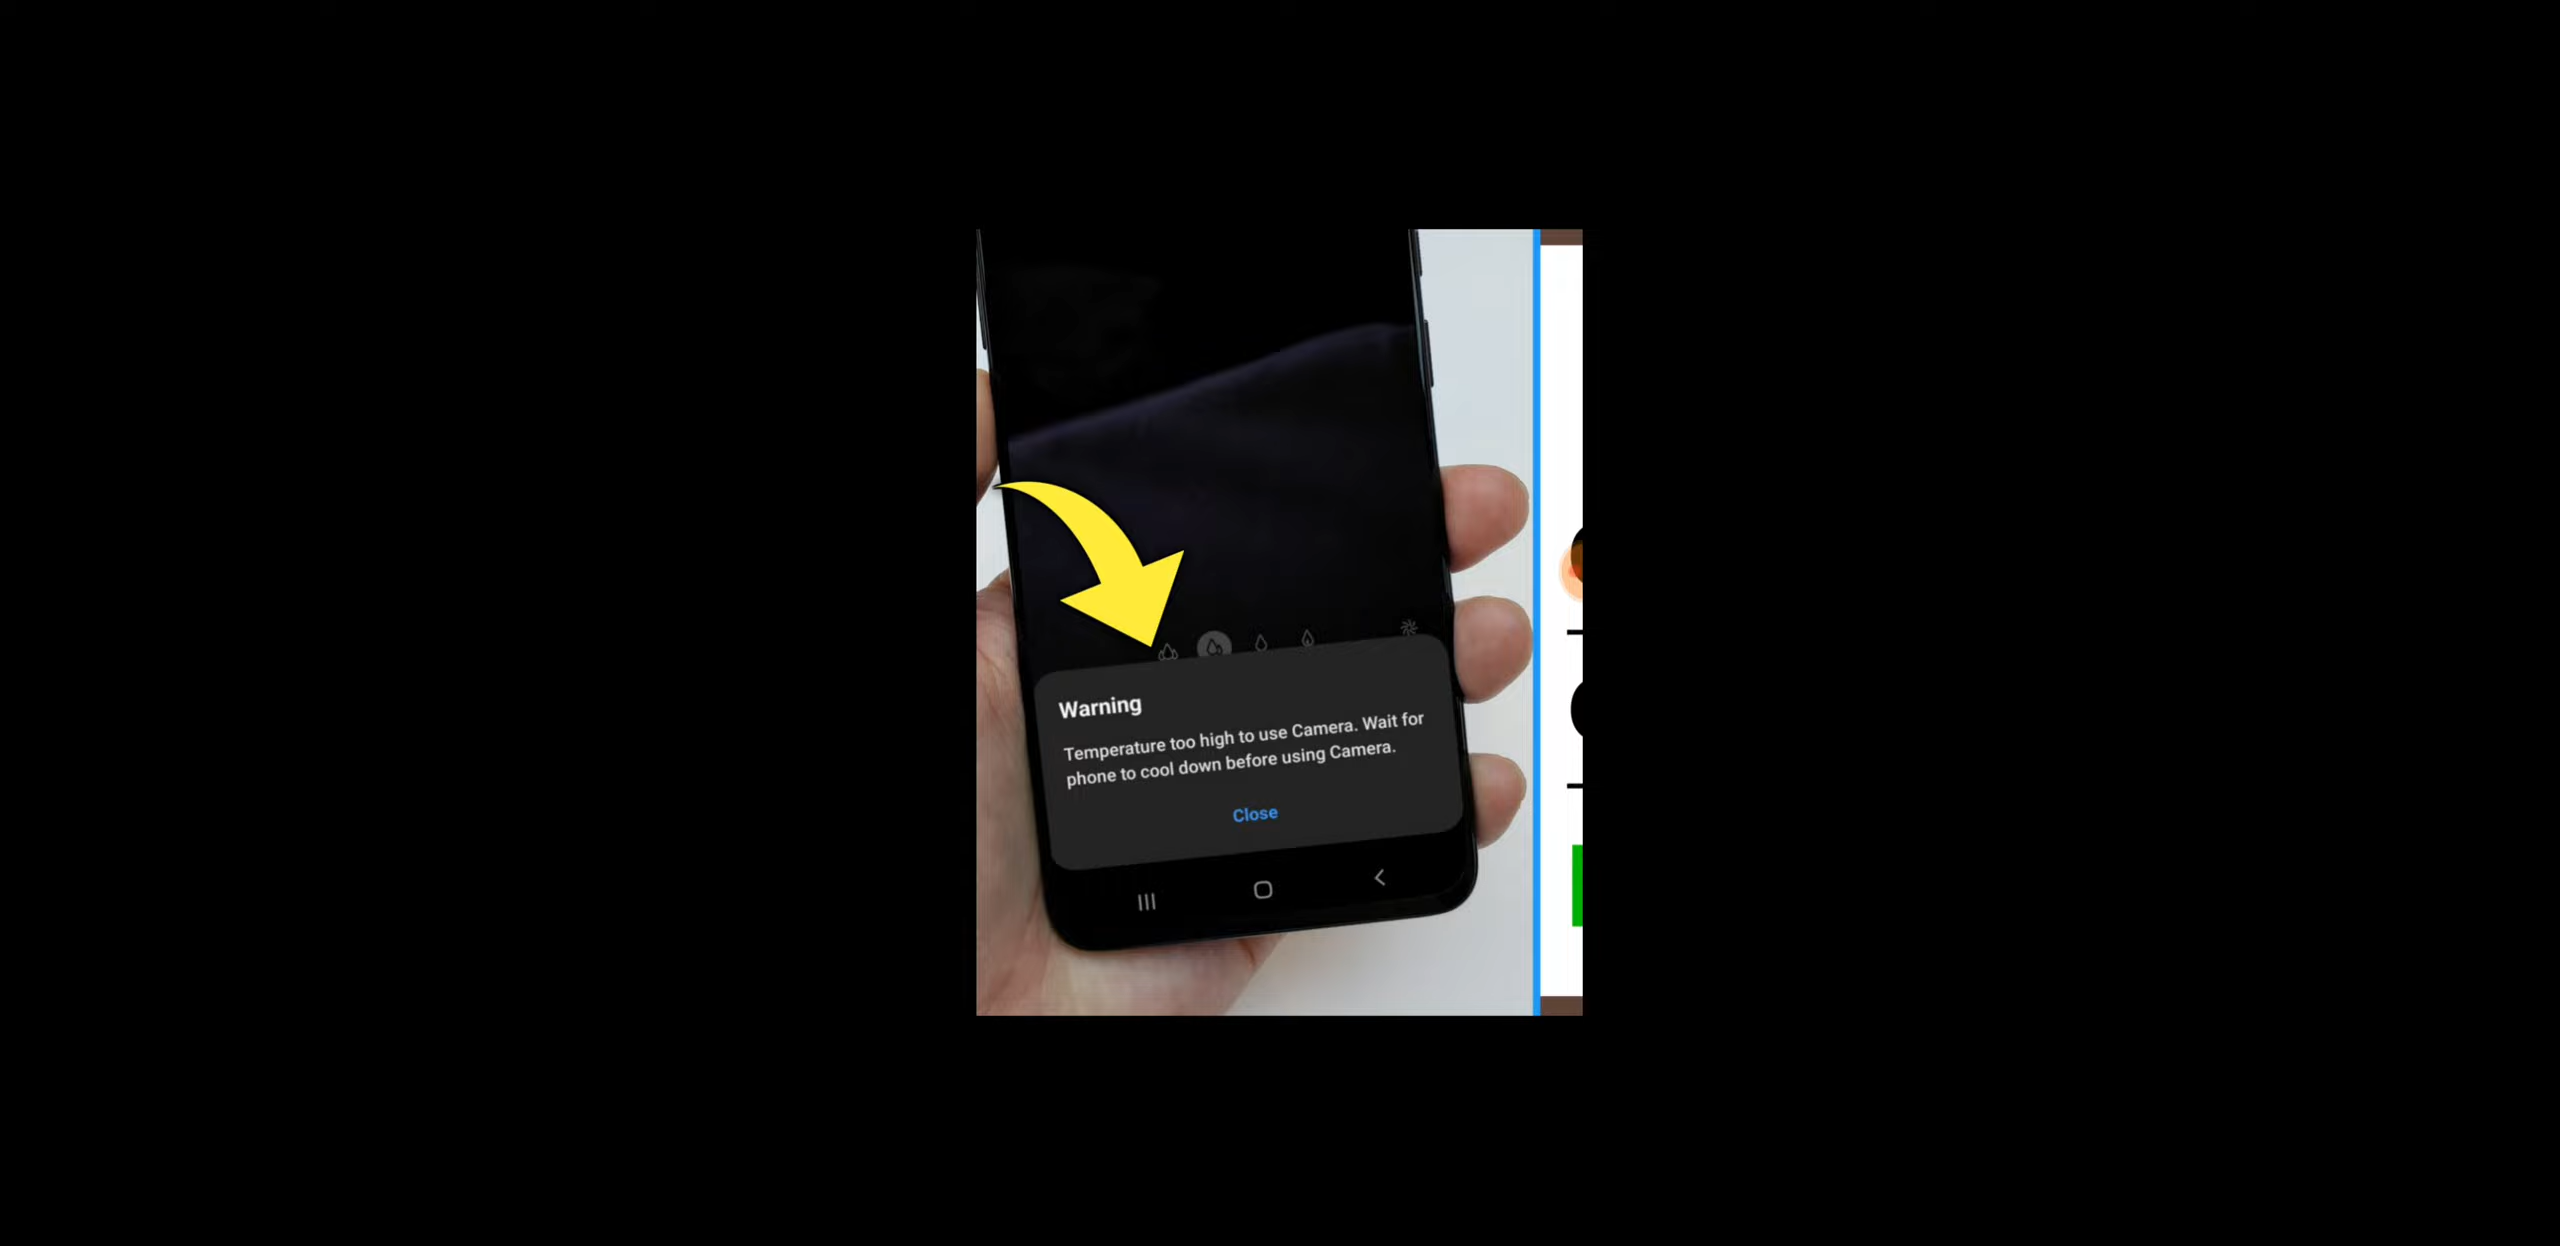 Warning
Temperature too high to use Camera. Wait for
phone to cool down before using Camera.
Close